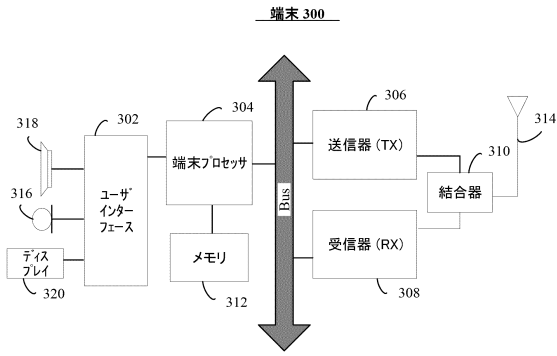 端末 300
318
302
304
306
314
310
端末プロセッサ
送信器 (TX)
316
ユーザ
インター
フェース
Bus
結合器
ディス
プレイ
メモリ
受信器 (RX)
320
312
308